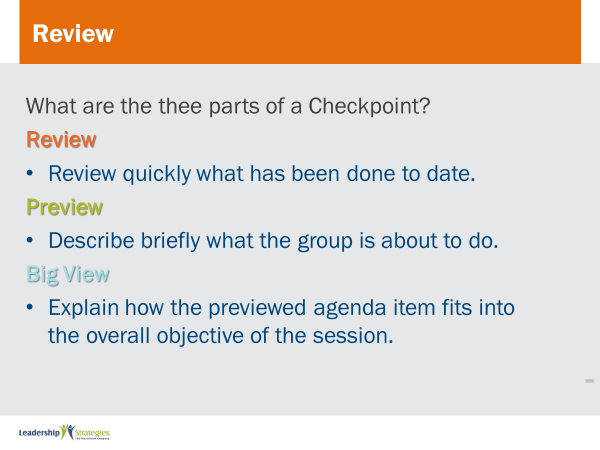 Review
What are the thee parts of a Checkpoint?
Review
• Review quickly what has been done to date.
Preview
• Describe briefly what the group is about to do.
Big View
• Explain how the previewed agenda item fits into
the overall objective of the session.
Leadership Strategies
The Facilitation Company